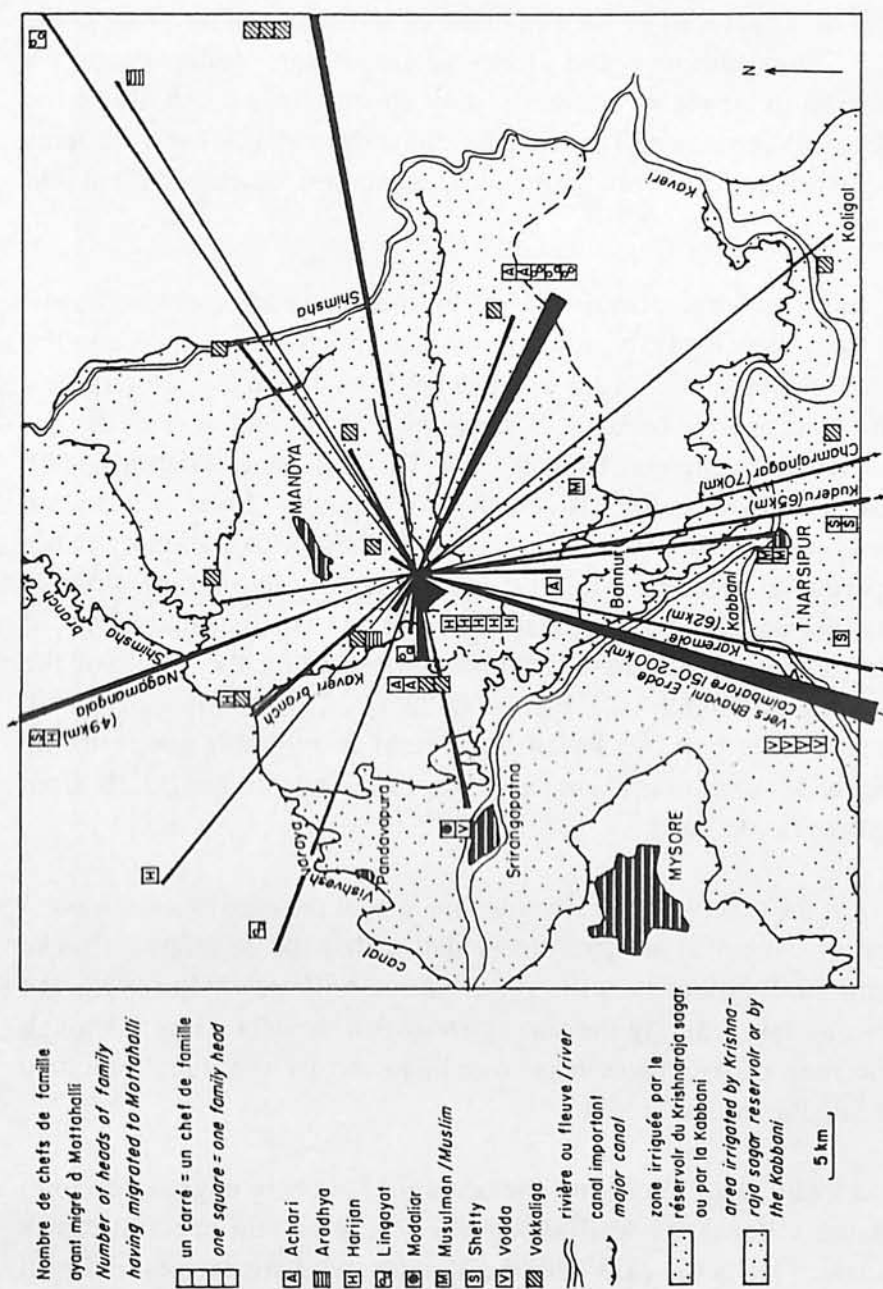 Nombre de chefs de famille
ayant migré à Mottahalli
Number of heads of family
having migrated to Mottahalli
un carré = un chef de famille
one square = one family head
A Achari
Aradhya
H Harijan
Lingayat
Modaliar
M Musulman /Muslim
S Shetty
V Vodda
Vokkaliga
rivière ou fleuve / river
canal important
major canal
zone irriguée par le
réservoir du Krishnaraja sagar
ou par la Kabbani
area irrigated by Krishna-
raja sagar reservoir or by
the Kabbani.
5 km
N
Shimsha
branch
Nagamangala
(49 km)
S
H
H
H
Kaveri branch
Vishvesh
varaya
canal
Pandavapura
MANDYA
Shimsha
A
A
V
H
H
H
H
H
A
A
A
M
Srirangapatna
MYSORE
Bannur
Kaveri
Kabbani
T.NARSIPUR
M
M
S
S
S
V
V
V
V
Vers Bhavani Erode
Coimbatore (50-200km)
Karemole
(62km)
Kuderu (65km)
Chamrajnagar (70km)
Koligal